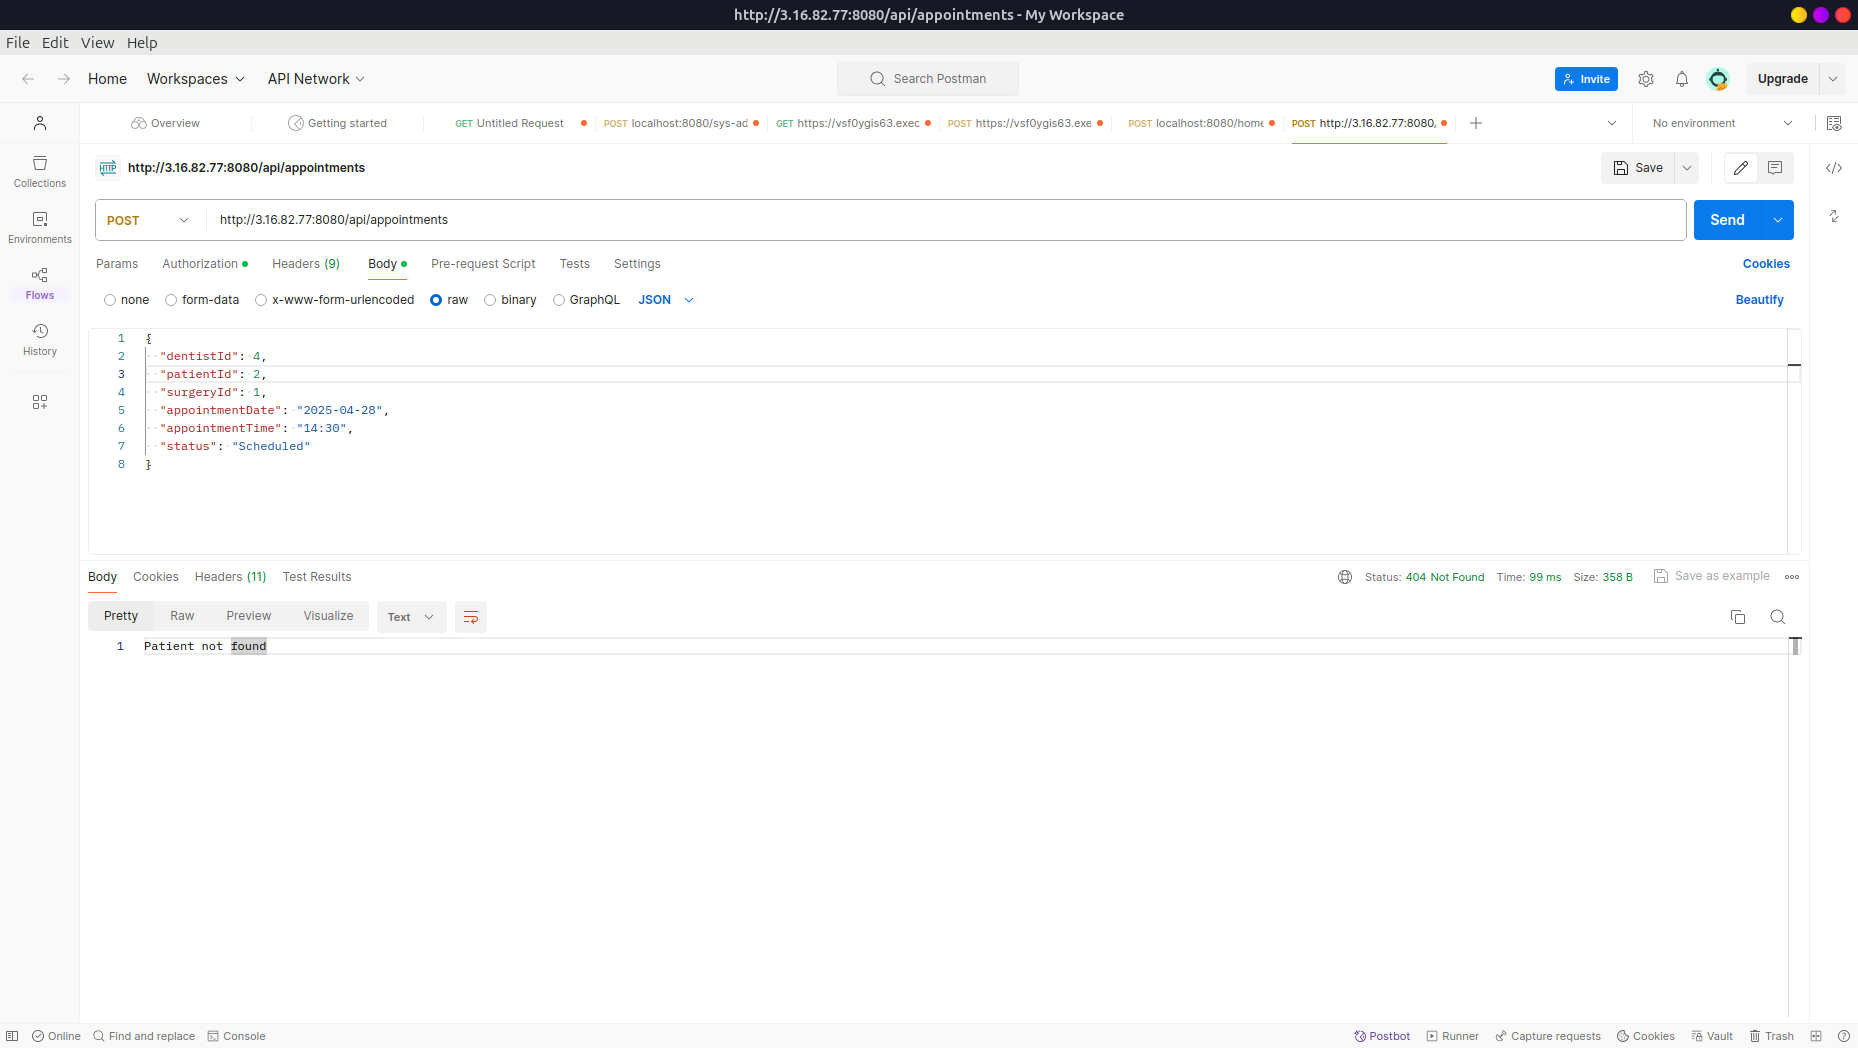 http://3.16.82.77:8080/api/appointments - My Workspace
File Edit View Help
Home Workspaces API Network Search Postman Invite Upgrade
Overview Getting started GET Untitled Request POST localhost:8080/sys-ad GET https://vsf0ygis63.exec POST https://vsf0ygis63.exe POST localhost:8080/home POST http://3.16.82.77:8080, No environment
HTTP http://3.16.82.77:8080/api/appointments Save
Collections
POST http://3.16.82.77:8080/api/appointments Send
Environments
Params Authorization Headers (9) Body Pre-request Script Tests Settings Cookies
Flows
none form-data x-www-form-urlencoded raw binary GraphQL JSON Beautify
History
1 {
2 "dentistId": 4,
3 "patientId": 2,
4 "surgeryId": 1,
5 "appointmentDate": "2025-04-28",
6 "appointmentTime": "14:30",
7 "status": "Scheduled"
8 }
Body Cookies Headers (11) Test Results Status: 404 Not Found Time: 99 ms Size: 358 B Save as example
Pretty Raw Preview Visualize Text
1 Patient not found
Online Find and replace Console Postbot Runner Capture requests Cookies Vault Trash